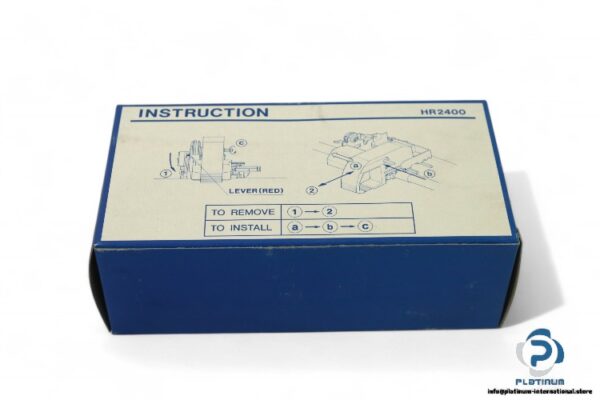 INSTRUCTION HR2400
c
1
LEVER(RED)
a
2
b
TO REMOVE 1 → 2
TO INSTALL a → b → c
PLATINUM
info@platinum-international.store